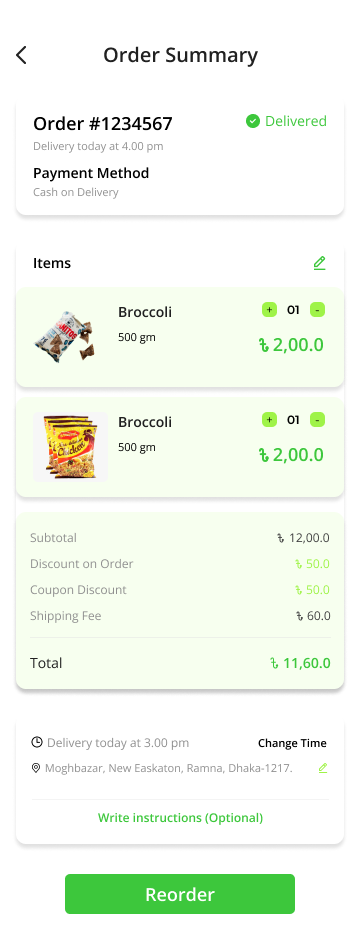 Order Summary
Order #1234567
Delivered
Delivery today at 4.00 pm
Payment Method
Cash on Delivery
Items
Broccoli
+ 01 -
500 gm
৳ 2,00.0
Broccoli
+ 01 -
500 gm
৳ 2,00.0
Chicken
Subtotal ৳ 12,00.0
Discount on Order ৳ 50.0
Coupon Discount ৳ 50.0
Shipping Fee ৳ 60.0
Total ৳ 11,60.0
Delivery today at 3.00 pm Change Time
Moghbazar, New Easkaton, Ramna, Dhaka-1217.
Write instructions (Optional)
Reorder